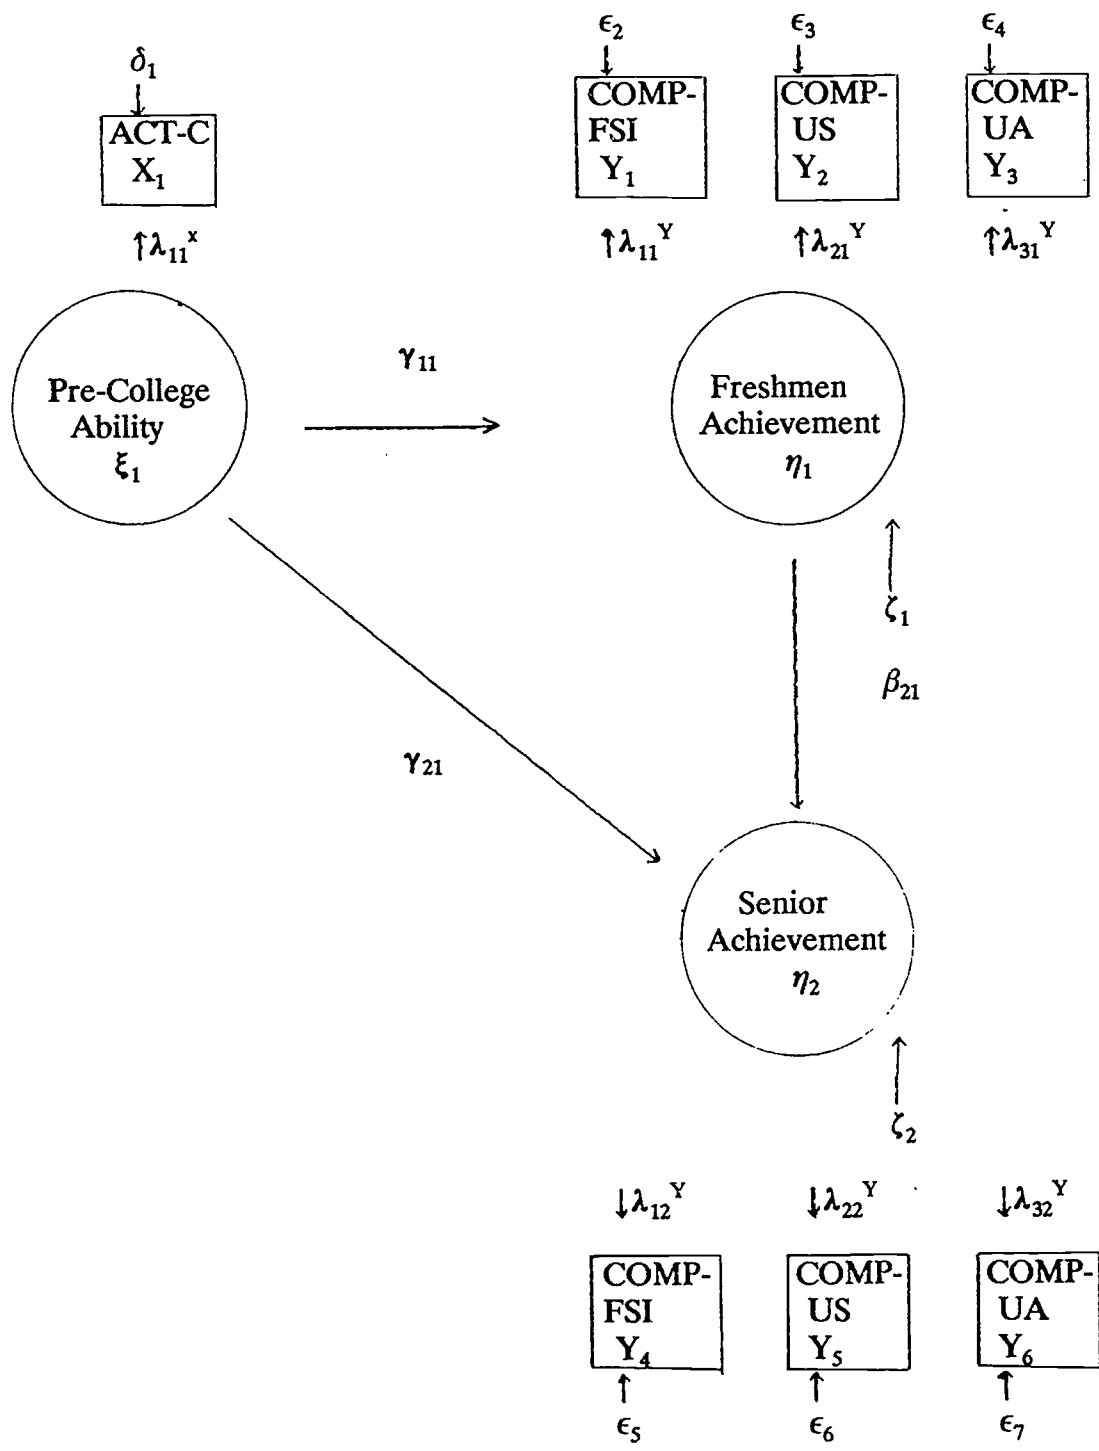 δ₁
ACT-C
X₁
↑λ₁₁ˣ
ϵ₂
COMP-
FSI
Y₁
↑λ₁₁ʸ
ϵ₃
COMP-
US
Y₂
↑λ₂₁ʸ
ϵ₄
COMP-
UA
Y₃
↑λ₃₁ʸ
Pre-College
Ability
ξ₁
γ₁₁
Freshmen
Achievement
η₁
ζ₁
β₂₁
γ₂₁
Senior
Achievement
η₂
ζ₂
↓λ₁₂ʸ
COMP-
FSI
Y₄
ϵ₅
↓λ₂₂ʸ
COMP-
US
Y₅
ϵ₆
↓λ₃₂ʸ
COMP-
UA
Y₆
ϵ₇